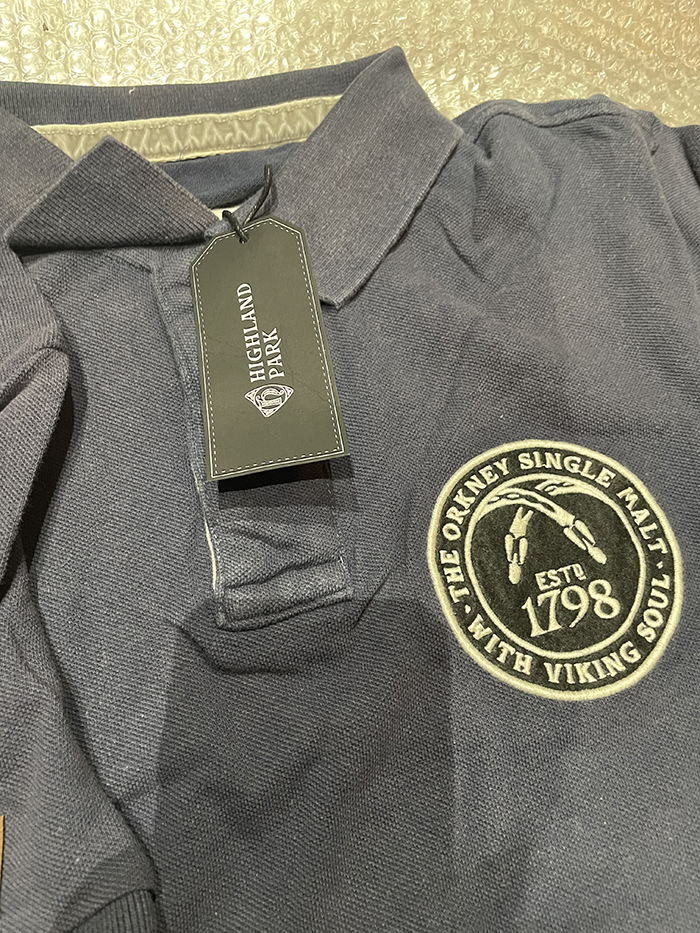 HIGHLAND
PARK
THE ORKNEY SINGLE MALT
ESTD
1798
WITH VIKING SOUL